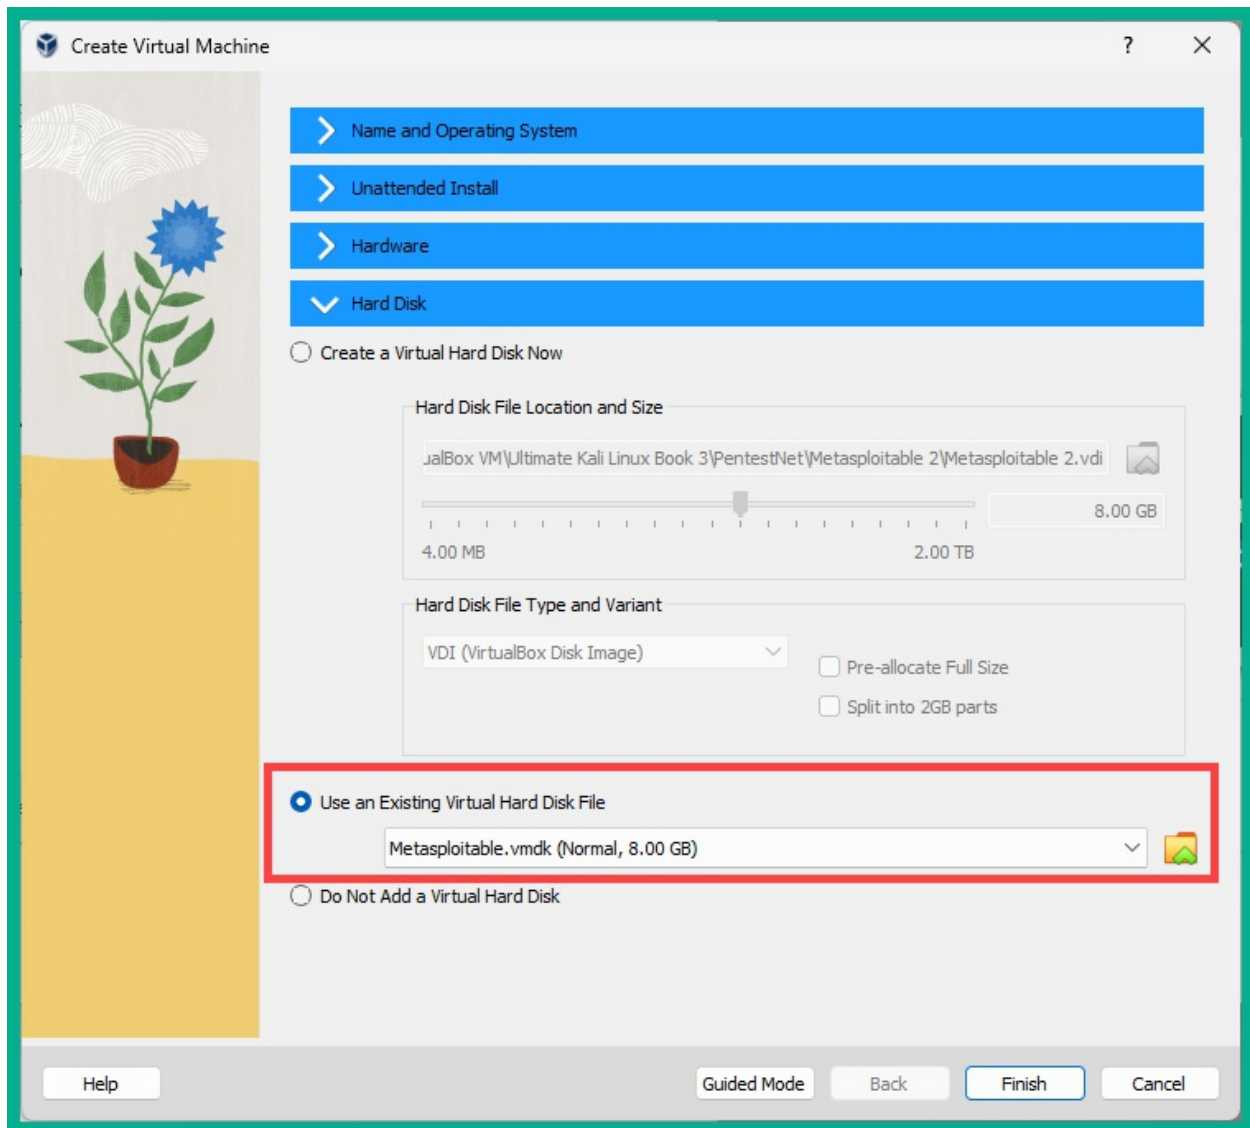 Create Virtual Machine ?
Name and Operating System
Unattended Install
Hardware
Hard Disk
Create a Virtual Hard Disk Now
Hard Disk File Location and Size
ualBox VM\Ultimate Kali Linux Book 3\PentestNet\Metasploitable 2\Metasploitable 2.vdi
8.00 GB
4.00 MB 2.00 TB
Hard Disk File Type and Variant
VDI (VirtualBox Disk Image)
Pre-allocate Full Size
Split into 2GB parts
Use an Existing Virtual Hard Disk File
Metasploitable.vmdk (Normal, 8.00 GB)
Do Not Add a Virtual Hard Disk
Help Guided Mode Back Finish Cancel